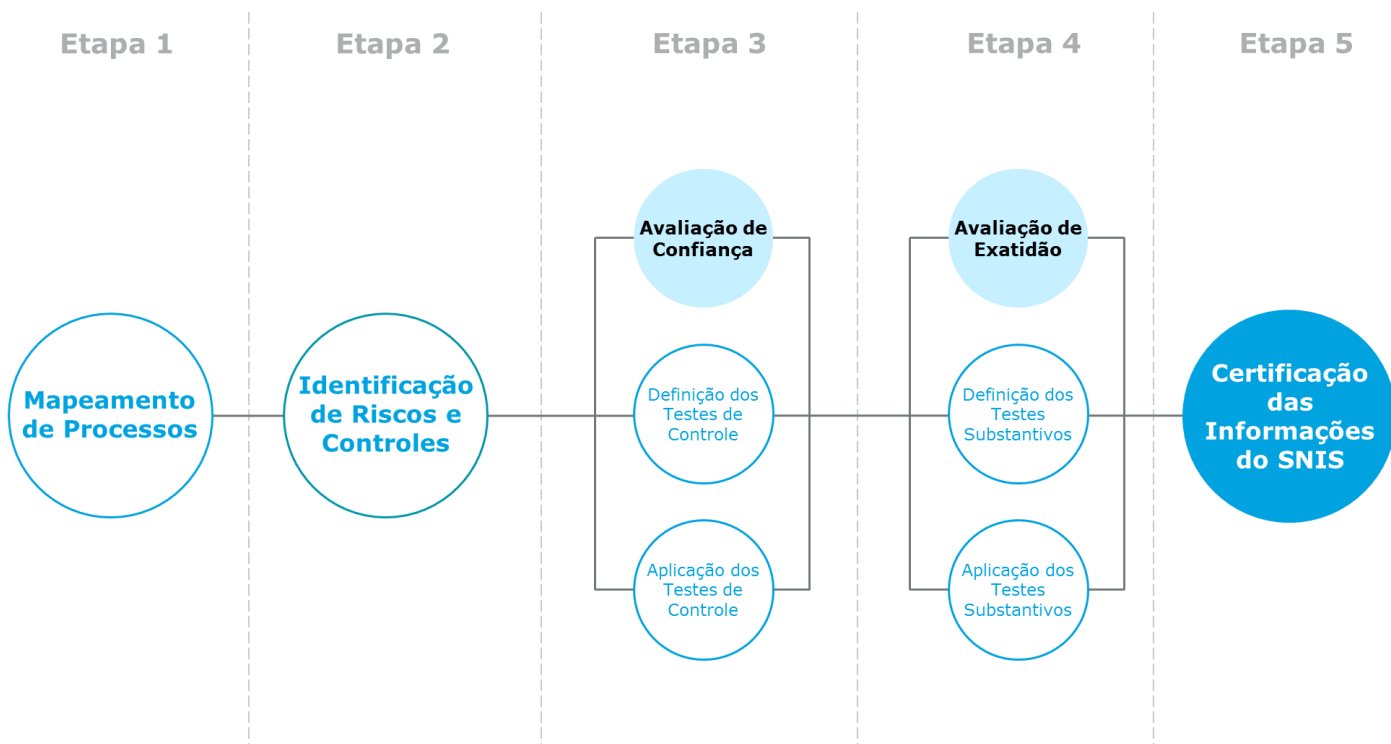 Etapa 1
Etapa 2
Etapa 3
Etapa 4
Etapa 5
Mapeamento
de Processos
Identificação
de Riscos e
Controles
Avaliação de
Confiança
Definição dos
Testes de
Controle
Aplicação dos
Testes de
Controle
Avaliação de
Exatidão
Definição dos
Testes
Substantivos
Aplicação dos
Testes
Substantivos
Certificação
das
Informações
do SNIS